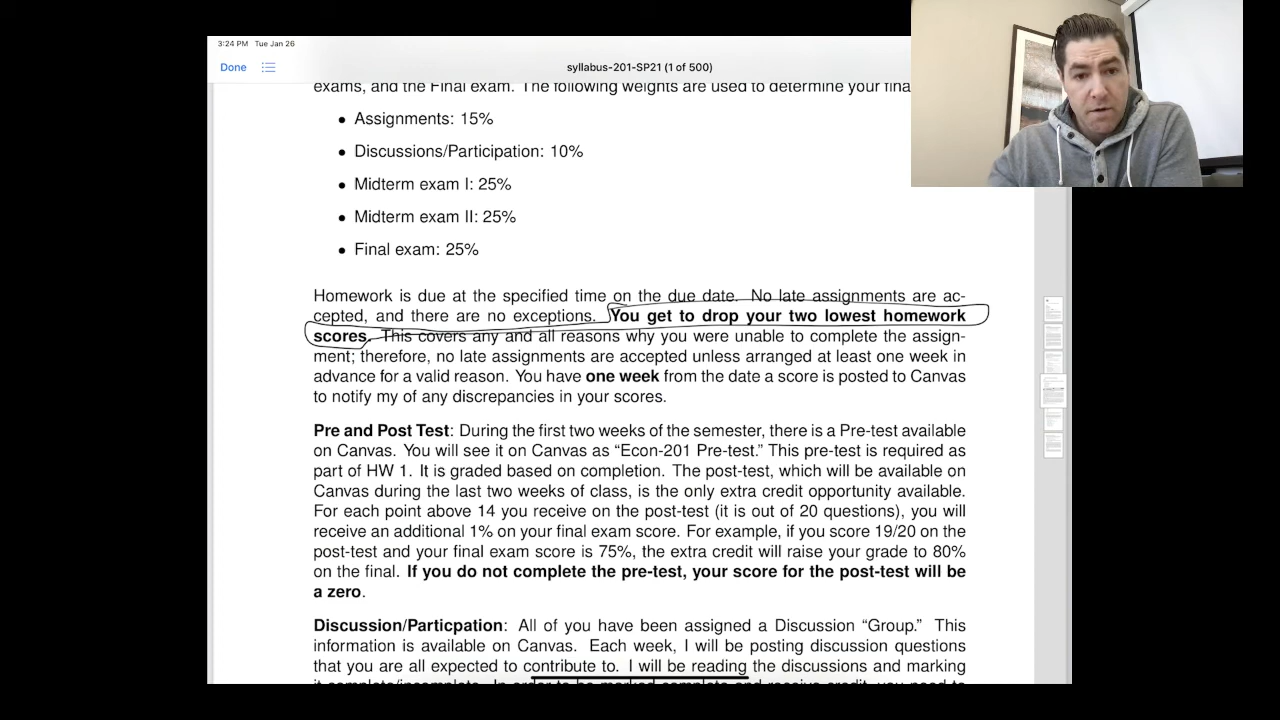 3:24 PM Tue Jan 26
Done
syllabus-201-SP21 (1 of 500)
exams, and the Final exam. The following weights are used to determine your fina
• Assignments: 15%
• Discussions/Participation: 10%
• Midterm exam I: 25%
• Midterm exam II: 25%
• Final exam: 25%
Homework is due at the specified time on the due date. No late assignments are ac-
cepted, and there are no exceptions. You get to drop your two lowest homework
scores. This covers any and all reasons why you were unable to complete the assign-
ment; therefore, no late assignments are accepted unless arranged at least one week in
advance for a valid reason. You have one week from the date a score is posted to Canvas
to notify my of any discrepancies in your scores.
Pre and Post Test: During the first two weeks of the semester, there is a Pre-test available
on Canvas. You will see it on Canvas as “Econ-201 Pre-test.” This pre-test is required as
part of HW 1. It is graded based on completion. The post-test, which will be available on
Canvas during the last two weeks of class, is the only extra credit opportunity available.
For each point above 14 you receive on the post-test (it is out of 20 questions), you will
receive an additional 1% on your final exam score. For example, if you score 19/20 on the
post-test and your final exam score is 75%, the extra credit will raise your grade to 80%
on the final. If you do not complete the pre-test, your score for the post-test will be
a zero.
Discussion/Particpation: All of you have been assigned a Discussion “Group.” This
information is available on Canvas. Each week, I will be posting discussion questions
that you are all expected to contribute to. I will be reading the discussions and marking
it complete/incomplete. In order to be marked complete and receive credit, you need to